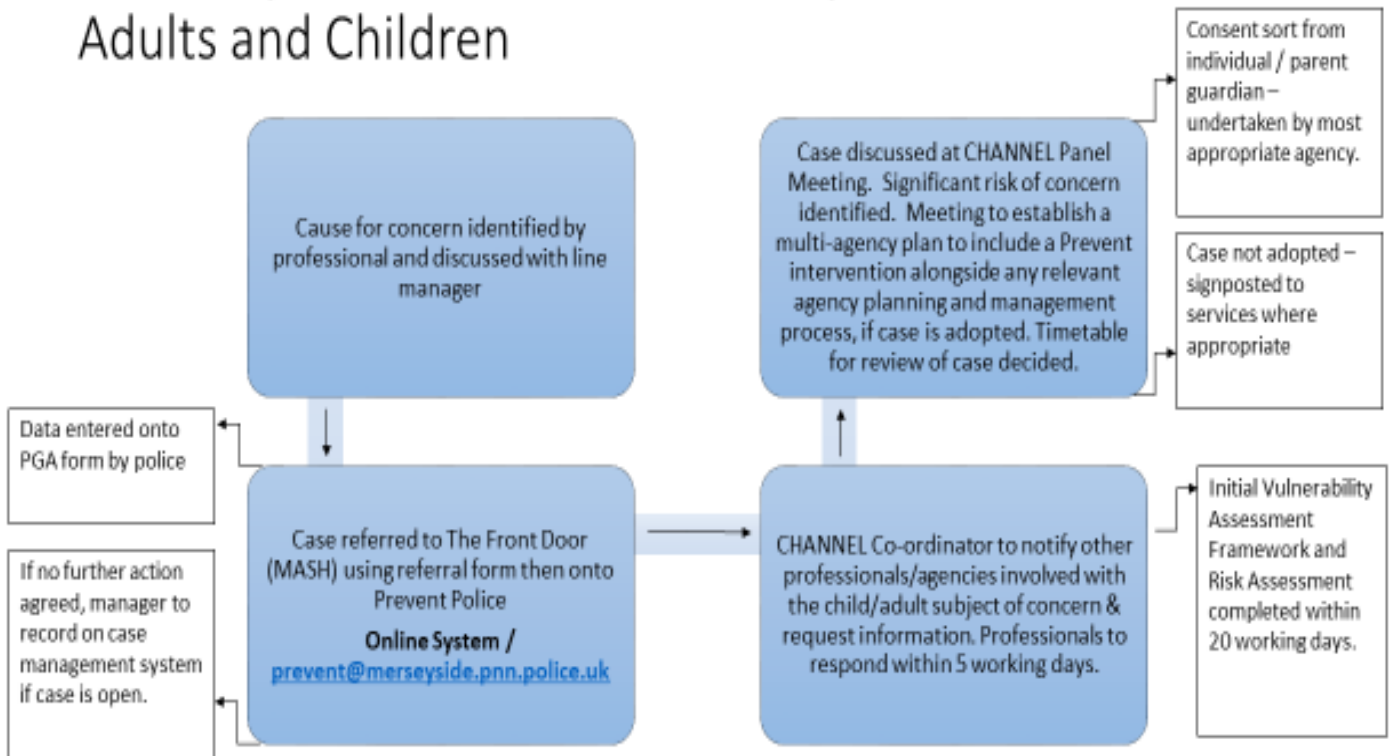 Adults and Children
Cause for concern identified by
professional and discussed with line
manager
Data entered onto
PGA form by police
If no further action
agreed, manager to
record on case
management system
if case is open.
Case referred to The Front Door
(MASH) using referral form then onto
Prevent Police
Online System /
prevent@merseyside.pnn.police.uk
CHANNEL Co-ordinator to notify other
professionals/agencies involved with
the child/adult subject of concern &
request information. Professionals to
respond within 5 working days.
Initial Vulnerability
Assessment
Framework and
Risk Assessment
completed within
20 working days.
Case discussed at CHANNEL Panel
Meeting. Significant risk of concern
identified. Meeting to establish a
multi-agency plan to include a Prevent
intervention alongside any relevant
agency planning and management
process, if case is adopted. Timetable
for review of case decided.
Consent sort from
individual / parent
guardian –
undertaken by most
appropriate agency.
Case not adopted –
signposted to
services where
appropriate